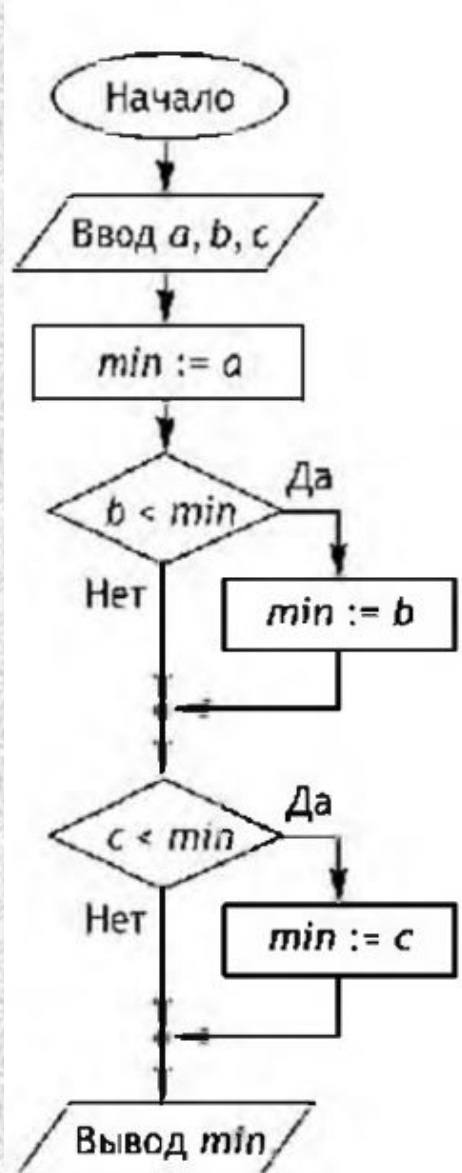 Начало
Ввод a, b, c
min := a
b < min
Да
Нет
min := b
c < min
Да
Нет
min := c
Вывод min